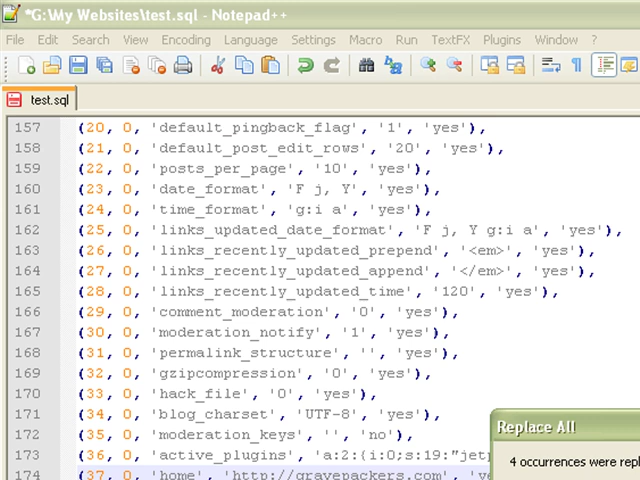 *G:\My Websites\test.sql - Notepad++
File Edit Search View Encoding Language Settings Macro Run TextFX Plugins Window ?
test.sql
157 (20, 0, 'default_pingback_flag', '1', 'yes'),
158 (21, 0, 'default_post_edit_rows', '20', 'yes'),
159 (22, 0, 'posts_per_page', '10', 'yes'),
160 (23, 0, 'date_format', 'F j, Y', 'yes'),
161 (24, 0, 'time_format', 'g:i a', 'yes'),
162 (25, 0, 'links_updated_date_format', 'F j, Y g:i a', 'yes'),
163 (26, 0, 'links_recently_updated_prepend', '<em>', 'yes'),
164 (27, 0, 'links_recently_updated_append', '</em>', 'yes'),
165 (28, 0, 'links_recently_updated_time', '120', 'yes'),
166 (29, 0, 'comment_moderation', '0', 'yes'),
167 (30, 0, 'moderation_notify', '1', 'yes'),
168 (31, 0, 'permalink_structure', '', 'yes'),
169 (32, 0, 'gzipcompression', '0', 'yes'),
170 (33, 0, 'hack_file', '0', 'yes'),
171 (34, 0, 'blog_charset', 'UTF-8', 'yes'),
172 (35, 0, 'moderation_keys', '', 'no'),
173 (36, 0, 'active_plugins', 'a:2:{i:0;s:19:"jetp
174 (37, 0, 'home', 'http://gravepackers.com', 'ye
Replace All
4 occurrences were repl